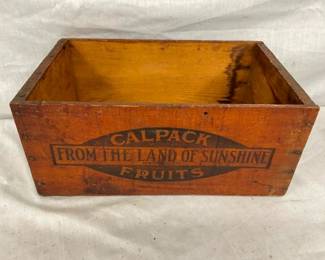 CALPACK
FROM THE LAND OF SUNSHINE
FRUITS